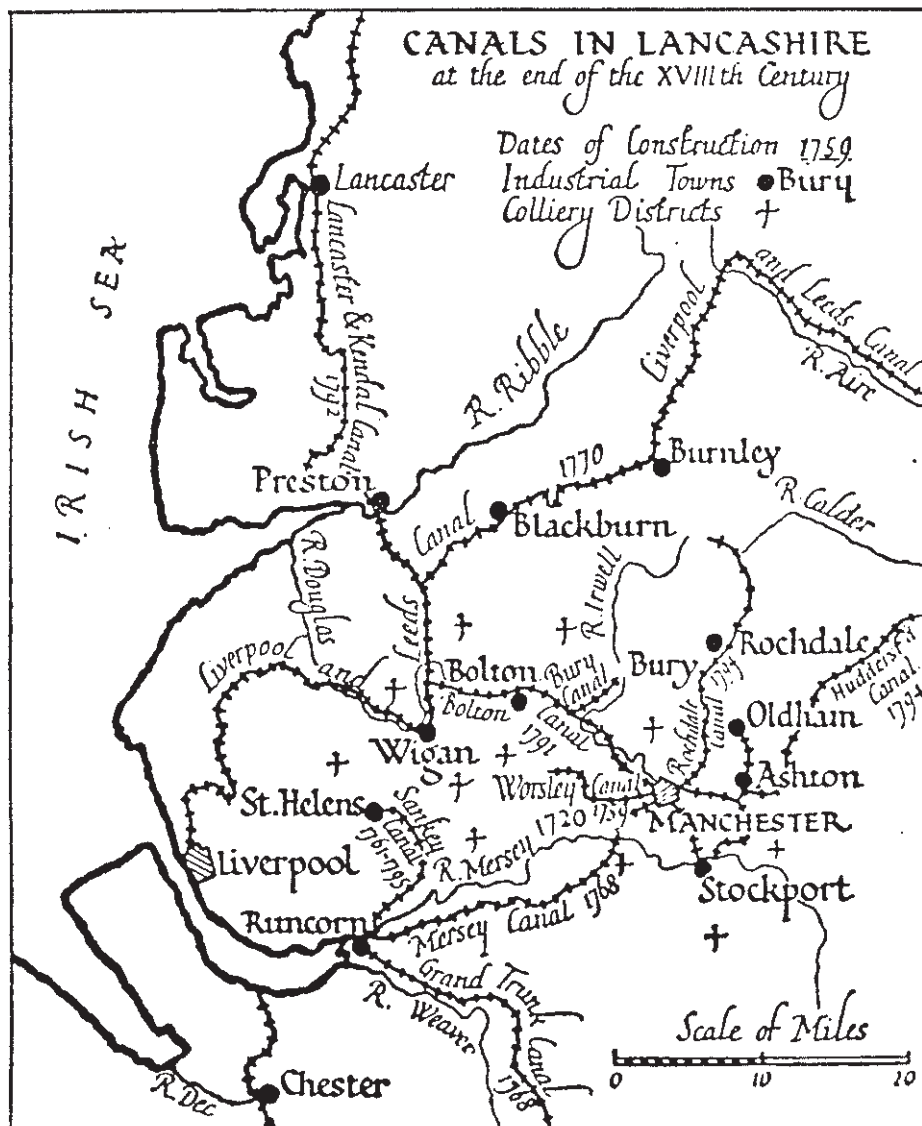 CANALS IN LANCASHIRE
at the end of the XVIIIth Century
Dates of Construction 1759
Industrial Towns Bury
Colliery Districts
Lancaster
Lancaster & Kendal Canal
1792
IRISH SEA
R. Ribble
Liverpool
and Leeds Canal
R. Aire
Preston
1770
Burnley
Canal
Blackburn
R. Calder
R. Douglas
R. Irwell
Leeds
Liverpool
and
Bolton
Bury
Canal
Bury
Rochdale
1794
Bolton
Canal
1791
Rochdale
Canal
Oldham
Canal
1794
Wigan
Worsley Canal
1759
Ashton
St. Helens
Sankey
Canal
1761-1795
1720
MANCHESTER
R. Mersey
Liverpool
Stockport
Runcorn
Mersey Canal 1768
Grand Trunk Canal
1768
R. Weaver
Scale of Miles
0 10 20
R. Dee
Chester